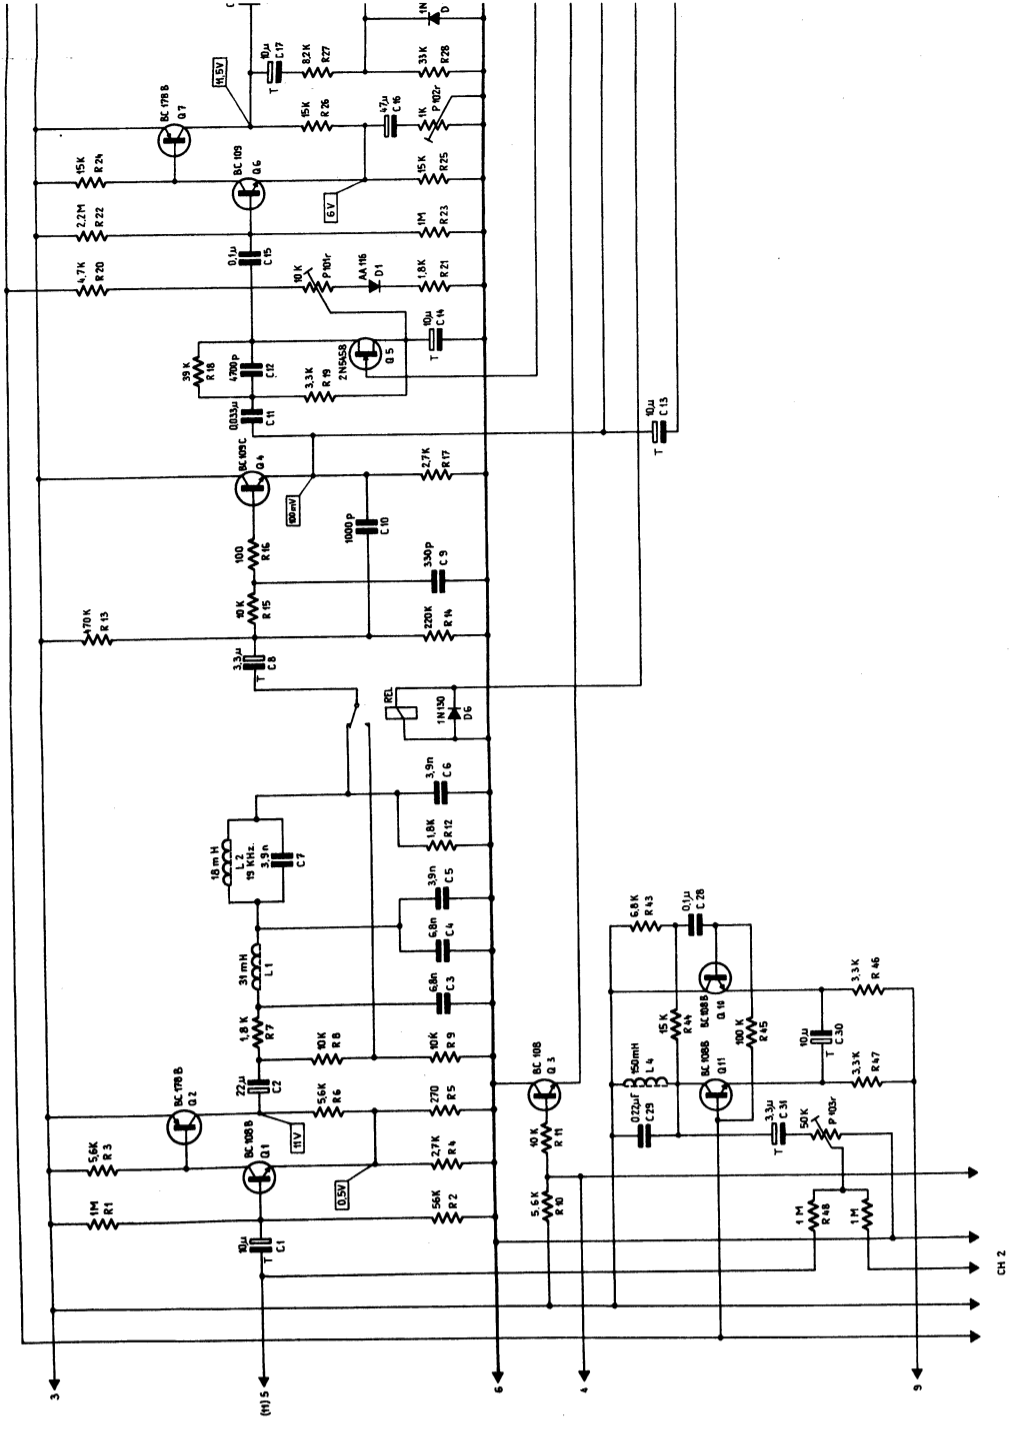 3
(11) 5
6
4
9
CH 2
10µ
T
C1
1M
R1
56K
R2
5,6K
R3
BC 108 B
Q1
2,7K
R4
0,5V
BC 178 B
Q2
11V
5,6K
R6
270
R5
22µ
C2
10K
R8
10K
R9
1,8K
R7
6,8n
C3
31 mH
L1
6,8n
C4
3,9n
C5
18 mH
L2
19 KHz.
3,9n
C7
1,8K
R12
3,9n
C6
REL
1N130
D6
3,3µ
T
C8
470K
R13
220K
R14
10K
R15
330p
C9
100
R16
1000p
C10
BC109C
Q4
100mV
2,7K
R17
10µ
T
C13
0,033µ
C11
39K
R18
4700p
C12
3,3K
R19
2N5458
Q5
10µ
T
C14
4,7K
R20
10K
P101r
AA116
D1
1,8K
R21
0,1µ
C15
2,2M
R22
1M
R23
15K
R24
BC 109
Q6
6V
15K
R25
BC 178 B
Q7
11,5V
15K
R26
47µ
C16
1K
P102r
10µ
T
C17
8,2K
R27
33K
R28
1N
D
C
BC 108
Q3
10K
R11
5,6K
R10
0,22µF
C29
150mH
L4
15K
R44
6,8K
R43
0,1µ
C28
BC108B
Q10
BC108B
Q11
100K
R45
10µ
T
C30
3,3K
R46
3,3K
R47
3,3µ
T
C31
50K
P103r
1M
R48
1M